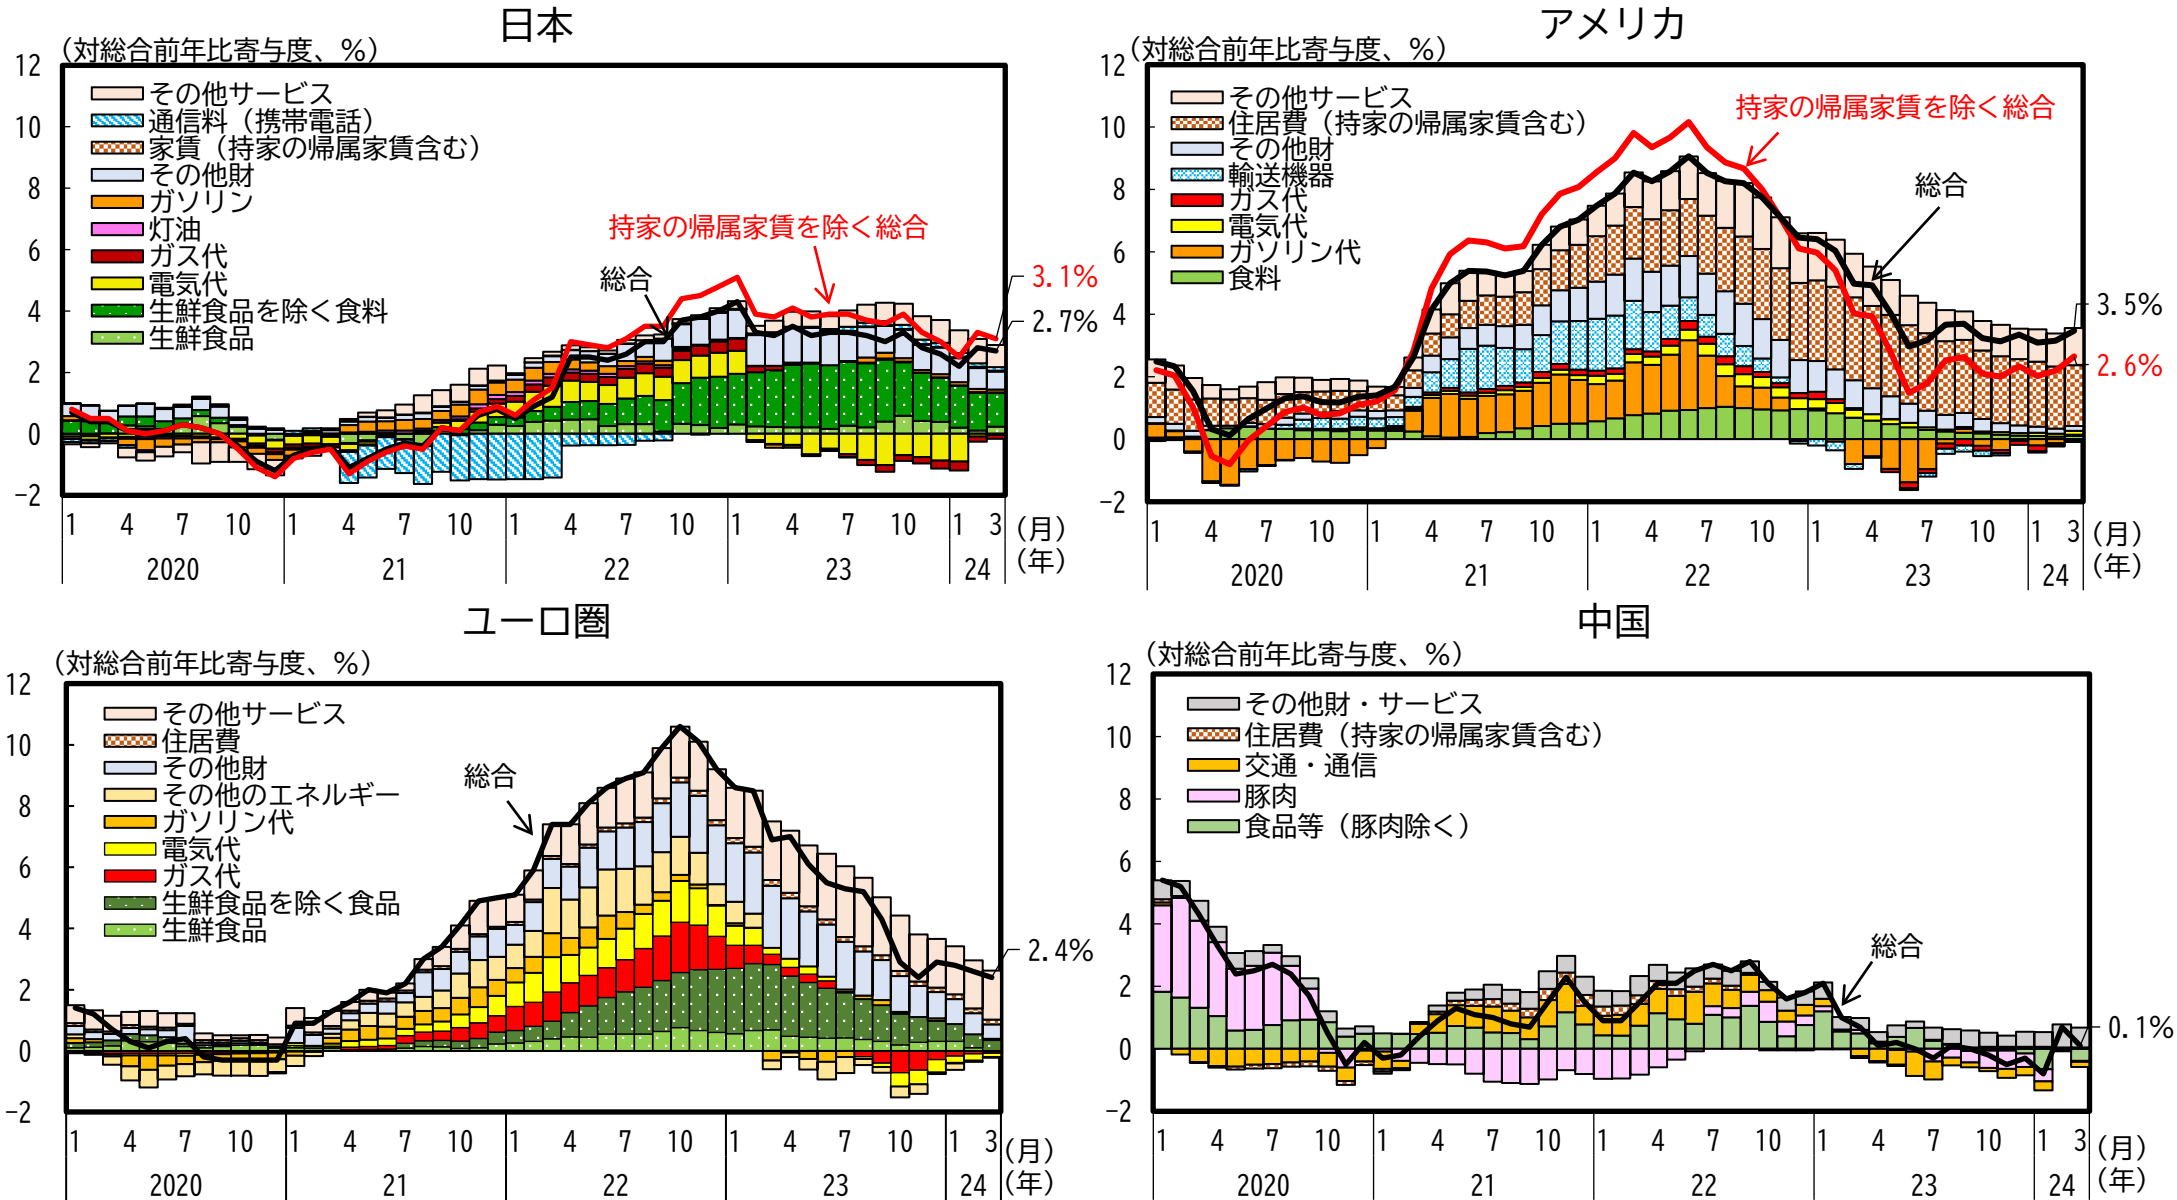 日本
（対総合前年比寄与度、％）
12
10
8
6
4
2
0
-2
その他サービス
通信料（携帯電話）
家賃（持家の帰属家賃含む）
その他財
ガソリン
灯油
ガス代
電気代
生鮮食品を除く食料
生鮮食品
持家の帰属家賃を除く総合
総合
3.1%
2.7%
1 4 7 10 1 4 7 10 1 4 7 10 1 4 7 10 1 3 （月）
2020 21 22 23 24 （年）
アメリカ
（対総合前年比寄与度、％）
12
10
8
6
4
2
0
-2
その他サービス
住居費（持家の帰属家賃含む）
その他財
輸送機器
ガス代
電気代
ガソリン代
食料
持家の帰属家賃を除く総合
総合
3.5%
2.6%
1 4 7 10 1 4 7 10 1 4 7 10 1 4 7 10 1 3 （月）
2020 21 22 23 24 （年）
ユーロ圏
（対総合前年比寄与度、％）
12
10
8
6
4
2
0
-2
その他サービス
住居費
その他財
その他のエネルギー
ガソリン代
電気代
ガス代
生鮮食品を除く食品
生鮮食品
総合
2.4%
1 4 7 10 1 4 7 10 1 4 7 10 1 4 7 10 1 3 （月）
2020 21 22 23 24 （年）
中国
（対総合前年比寄与度、％）
12
10
8
6
4
2
0
-2
その他財・サービス
住居費（持家の帰属家賃含む）
交通・通信
豚肉
食品等（豚肉除く）
総合
0.1%
1 4 7 10 1 4 7 10 1 4 7 10 1 4 7 10 1 3 （月）
2020 21 22 23 24 （年）